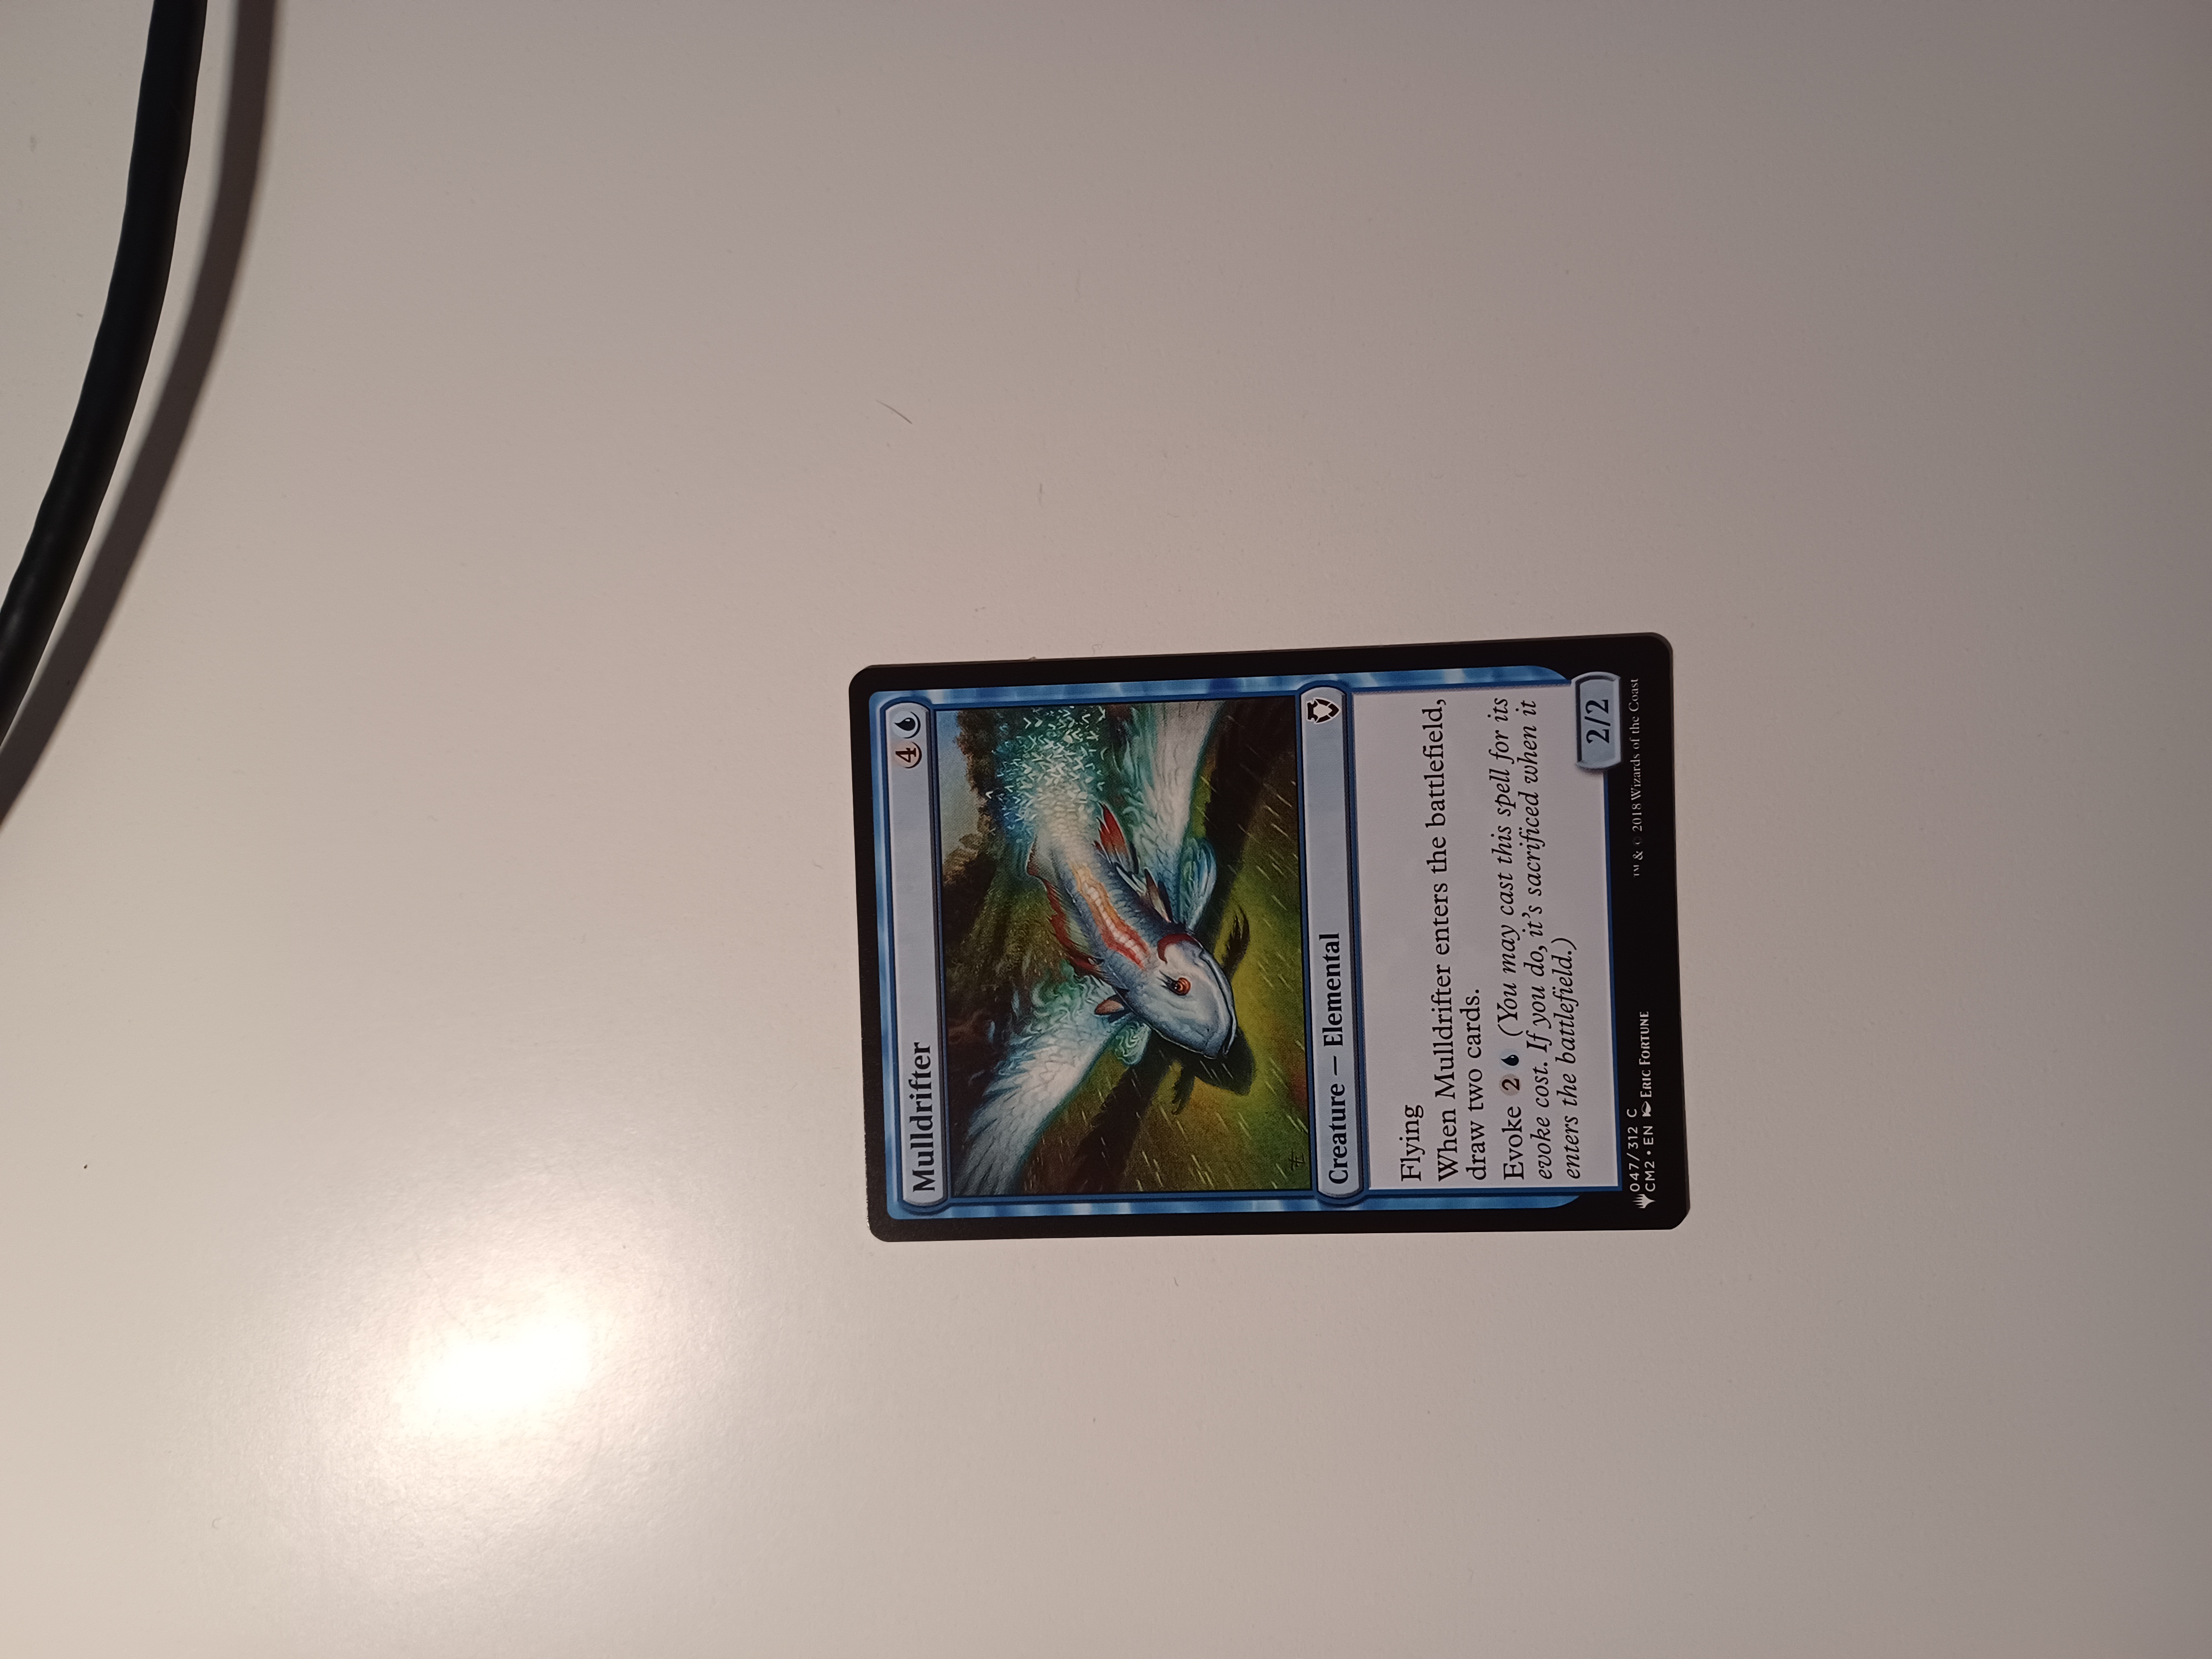 Mulldrifter 4
Creature — Elemental
Flying
When Mulldrifter enters the battlefield,
draw two cards.
Evoke 2 (You may cast this spell for its
evoke cost. If you do, it's sacrificed when it
enters the battlefield.)
2/2
047/312 C
CM2 • EN Eric Fortune
™ & © 2018 Wizards of the Coast